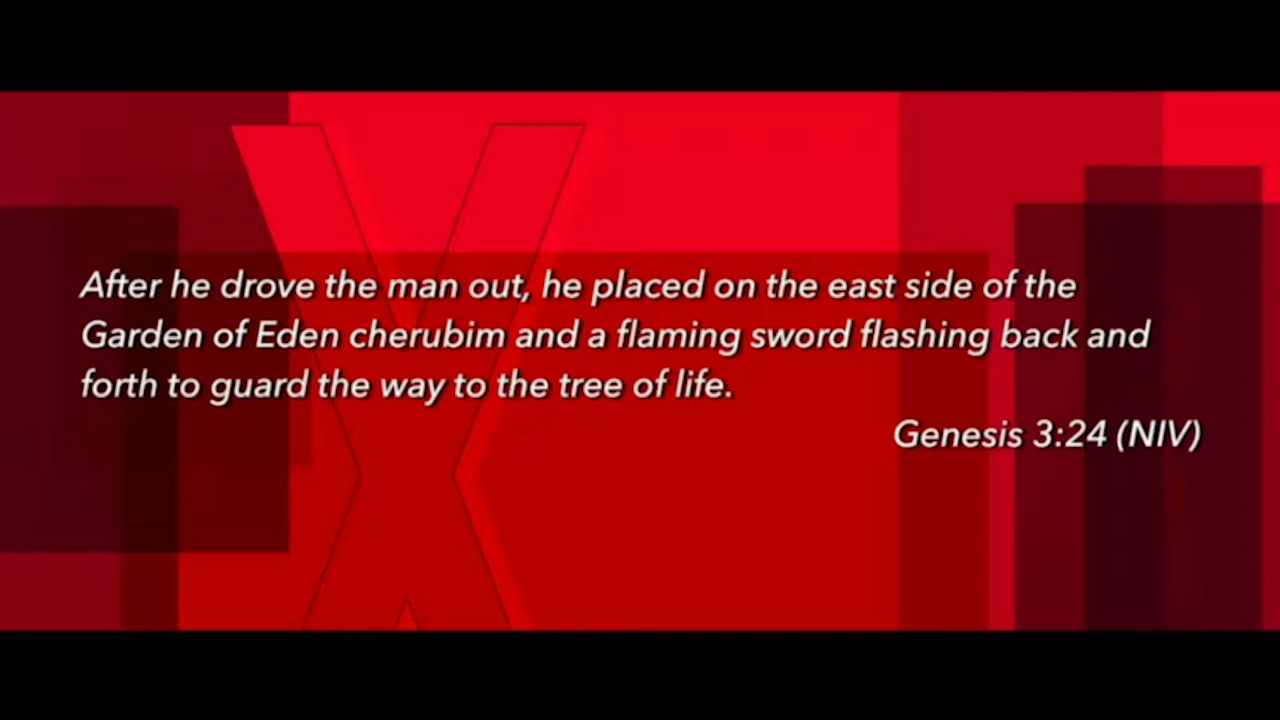 After he drove the man out, he placed on the east side of the
Garden of Eden cherubim and a flaming sword flashing back and
forth to guard the way to the tree of life.
Genesis 3:24 (NIV)